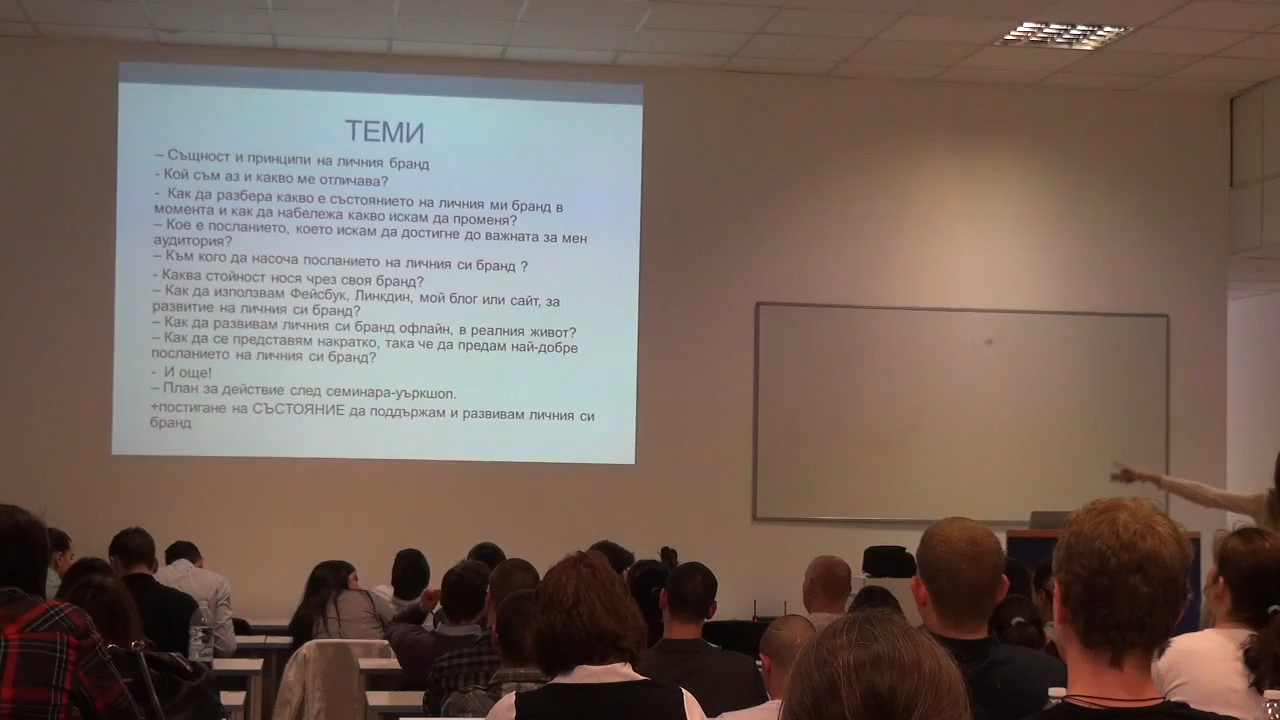 ТЕМИ
– Същност и принципи на личния бранд
- Кой съм аз и какво ме отличава?
- Как да разбера какво е състоянието на личния ми бранд в
момента и как да набележа какво искам да променя?
– Кое е посланието, което искам да достигне до важната за мен
аудитория?
– Към кого да насоча посланието на личния си бранд ?
- Каква стойност нося чрез своя бранд?
– Как да използвам Фейсбук, Линкдин, мой блог или сайт, за
развитие на личния си бранд?
– Как да развивам личния си бранд офлайн, в реалния живот?
– Как да се представям накратко, така че да предам най-добре
посланието на личния си бранд?
- И още!
– План за действие след семинара-уъркшоп.
+постигане на СЪСТОЯНИЕ да поддържам и развивам личния си
бранд